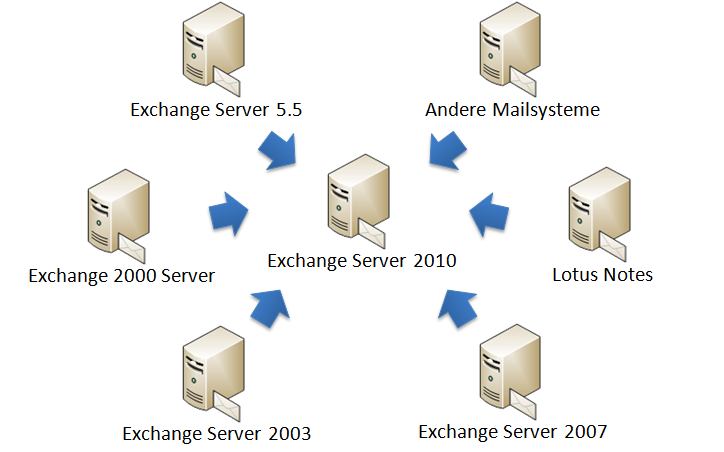 Exchange Server 5.5
Andere Mailsysteme
Exchange 2000 Server
Exchange Server 2010
Lotus Notes
Exchange Server 2003
Exchange Server 2007